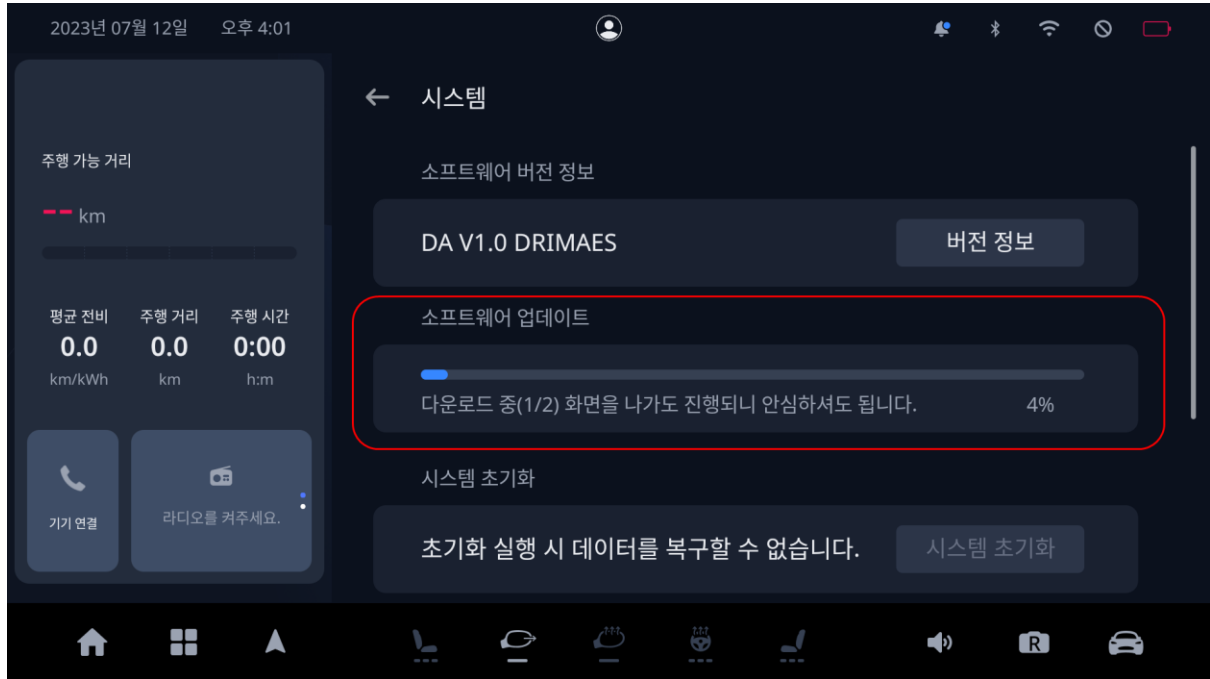 2023년 07월 12일 오후 4:01
시스템
주행 가능 거리
-- km
평균 전비 주행 거리 주행 시간
0.0 0.0 0:00
km/kWh km h:m
기기 연결
라디오를 켜주세요.
소프트웨어 버전 정보
DA V1.0 DRIMAES 버전 정보
소프트웨어 업데이트
다운로드 중(1/2) 화면을 나가도 진행되니 안심하셔도 됩니다. 4%
시스템 초기화
초기화 실행 시 데이터를 복구할 수 없습니다. 시스템 초기화
R